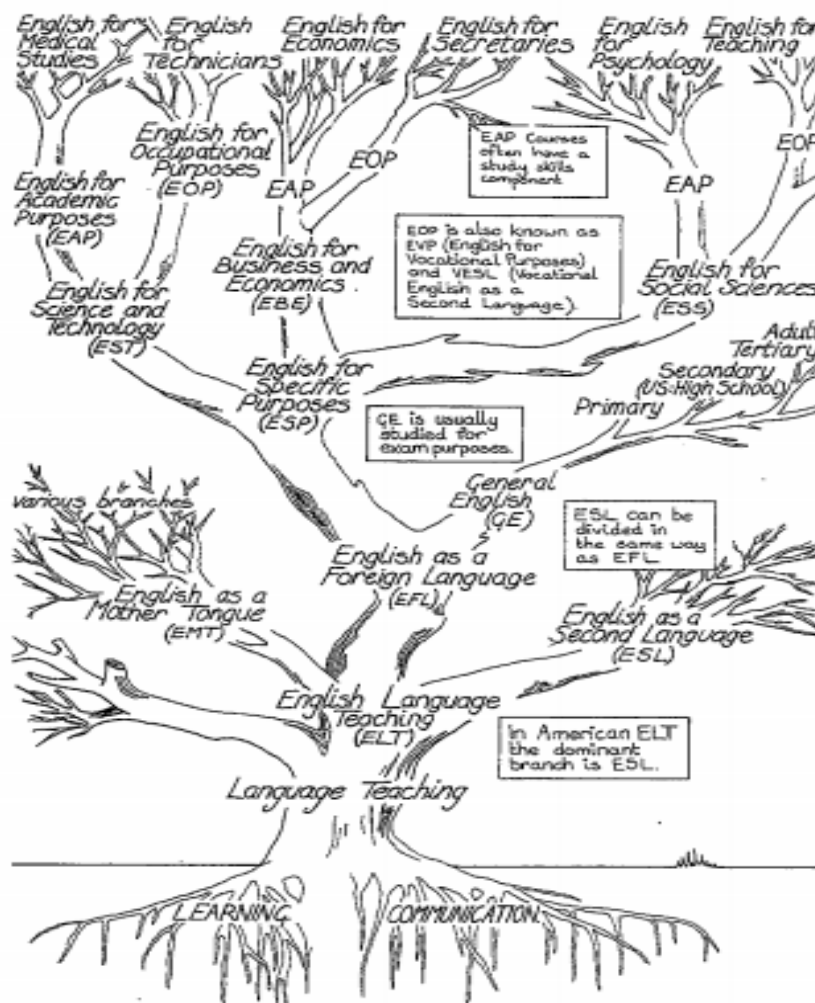 English for
Medical
Studies
English
for
Technicians
English for
Economics
English for
Secretaries
English
for
Psychology
English for
Teaching
English for
Occupational
Purposes
(EOP)
EAP
EOP
EAP Courses
often have a
study skills
component
EAP
EOP
English for
Academic
Purposes
(EAP)
EOP is also known as
EVP (English for
Vocational Purposes)
and VESL (Vocational
English as a
Second Language).
English for
Business and
Economics.
(EBE)
English for
Social Sciences
(ESS)
English for
Science and
Technology
(EST)
English for
Specific
Purposes
(ESP)
Adult
Tertiary
Secondary
(US:High School)
Primary
GE is usually
studied for
exam purposes.
General
English
(GE)
various branches
ESL can be
divided in
the same way
as EFL.
English as a
Foreign Language
(EFL)
English as a
Mother Tongue
(EMT)
English as a
Second Language
(ESL)
English Language
Teaching
(ELT)
In American ELT
the dominant
branch is ESL.
Language Teaching
LEARNING
COMMUNICATION